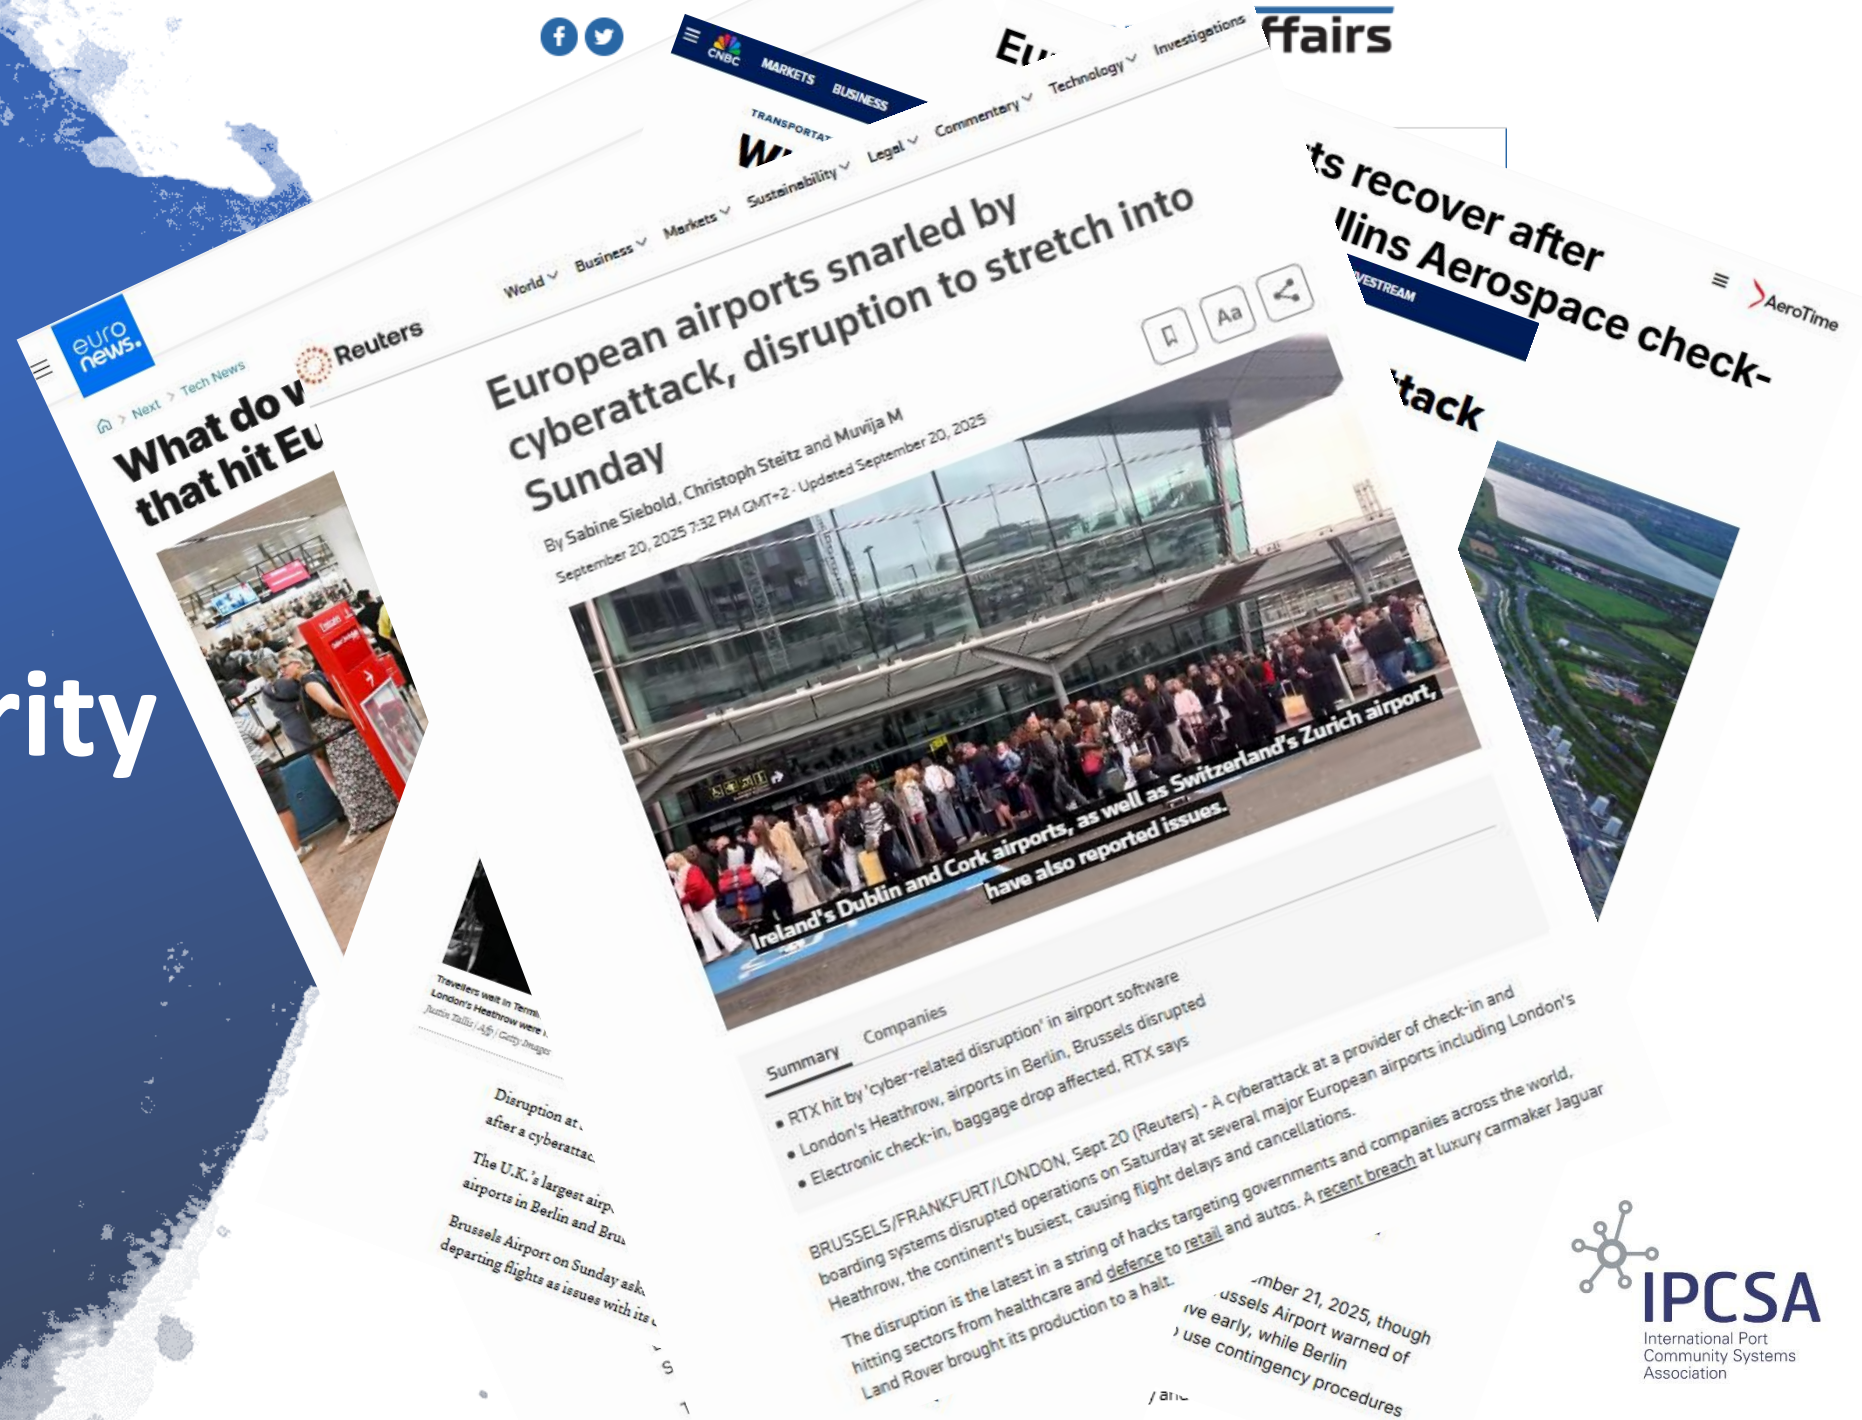 rity
ffairs
CNBC
MARKETS
BUSINESS
TRANSPORTAT
VESTREAM
ttack
ts recover after
llins Aerospace check-
AeroTime
euro
news.
Next > Tech News
What do w
that hit Eu
Reuters
World
Business
Markets
Sustainability
Legal
Commentary
Technology
Investigations
European airports snarled by
cyberattack, disruption to stretch into
Sunday
By Sabine Siebold, Christoph Steitz and Muvija M
September 20, 2025 7:32 PM GMT+2 · Updated September 20, 2025
Aa
Ireland's Dublin and Cork airports, as well as Switzerland's Zurich airport,
have also reported issues.
Summary
Companies
• RTX hit by 'cyber-related disruption' in airport software
• London's Heathrow, airports in Berlin, Brussels disrupted
• Electronic check-in, baggage drop affected, RTX says
BRUSSELS/FRANKFURT/LONDON, Sept 20 (Reuters) - A cyberattack at a provider of check-in and
boarding systems disrupted operations on Saturday at several major European airports including London's
Heathrow, the continent's busiest, causing flight delays and cancellations.
The disruption is the latest in a string of hacks targeting governments and companies across the world,
hitting sectors from healthcare and defence to retail and autos. A recent breach at luxury carmaker Jaguar
Land Rover brought its production to a halt.
Travellers wait in Termi
London's Heathrow were
Justin Tallis | Afp | Getty Images
Disruption at
after a cyberattac
The U.K.'s largest airp
airports in Berlin and Bru
Brussels Airport on Sunday ask
departing flights as issues with its
mber 21, 2025, though
ussels Airport warned of
ve early, while Berlin
use contingency procedures
IPCSA
International Port
Community Systems
Association